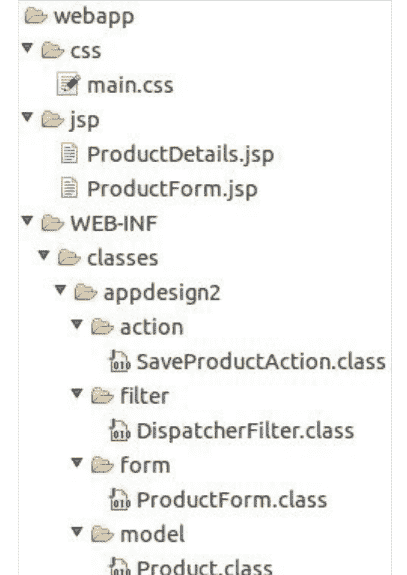 webapp
css
main.css
jsp
ProductDetails.jsp
ProductForm.jsp
WEB-INF
classes
appdesign2
action
SaveProductAction.class
filter
DispatcherFilter.class
form
ProductForm.class
model
Product.class